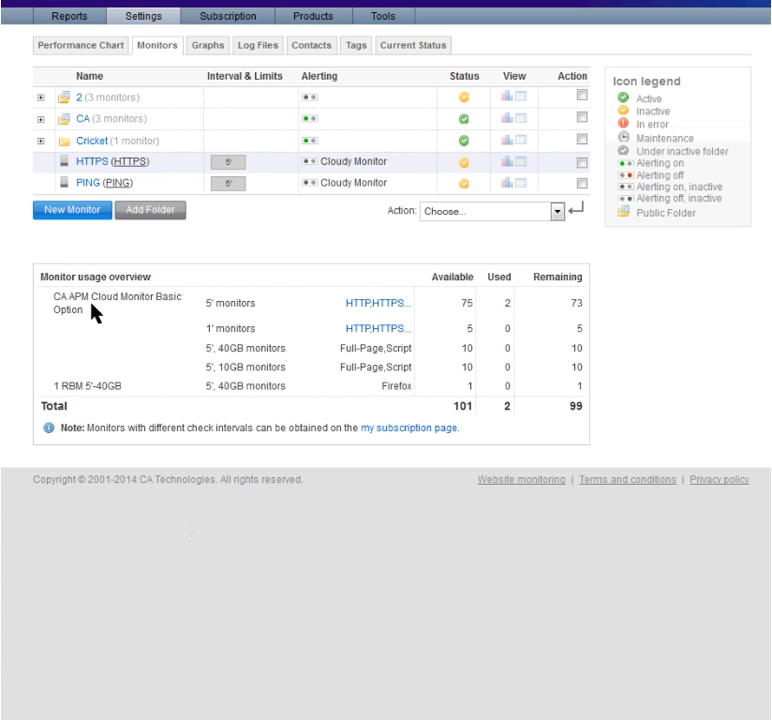 Reports Settings Subscription Products Tools
Performance Chart Monitors Graphs Log Files Contacts Tags Current Status
Name Interval & Limits Alerting Status View Action
2 (3 monitors)
CA (3 monitors)
Cricket (1 monitor)
HTTPS (HTTPS) 5' Cloudy Monitor
PING (PING) 5' Cloudy Monitor
New Monitor Add Folder Action: Choose...
Icon legend
Active
Inactive
In error
Maintenance
Under inactive folder
Alerting on
Alerting off
Alerting on, inactive
Alerting off, inactive
Public Folder
Monitor usage overview Available Used Remaining
CA APM Cloud Monitor Basic
Option 5' monitors HTTP,HTTPS... 75 2 73
1' monitors HTTP,HTTPS... 5 0 5
5', 40GB monitors Full-Page,Script 10 0 10
5', 10GB monitors Full-Page,Script 10 0 10
1 RBM 5'-40GB 5', 40GB monitors Firefox 1 0 1
Total 101 2 99
Note: Monitors with different check intervals can be obtained on the my subscription page.
Copyright © 2001-2014 CA Technologies. All rights reserved. Website monitoring | Terms and conditions | Privacy policy